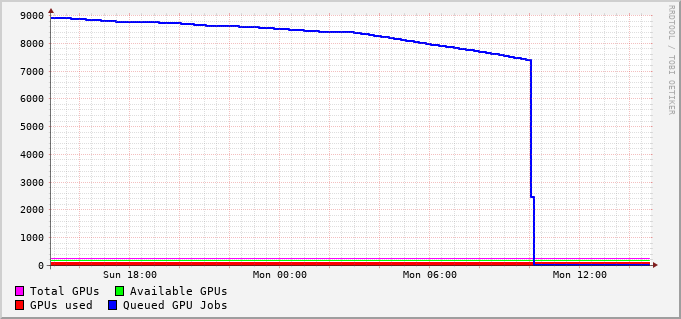 9000
8000
7000
6000
5000
4000
3000
2000
1000
0
Sun 18:00 Mon 00:00 Mon 06:00 Mon 12:00
Total GPUs Available GPUs
GPUs used Queued GPU Jobs
RRDTOOL / TOBI OETIKER